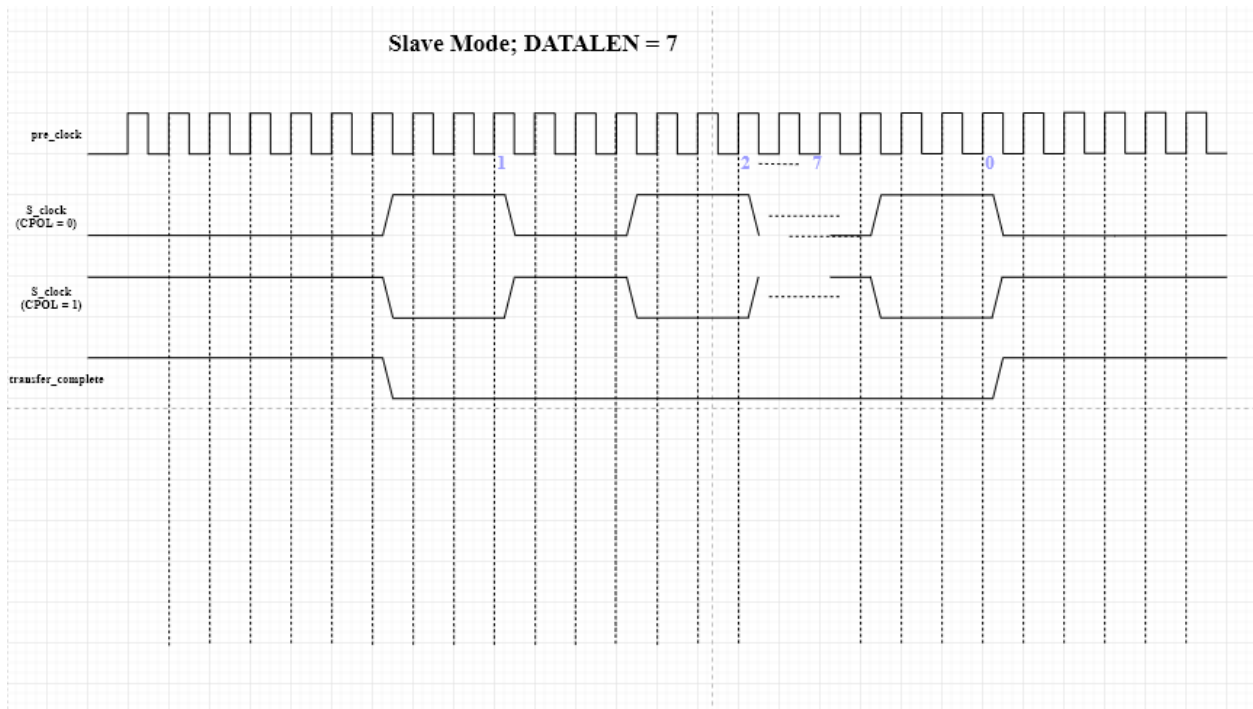 Slave Mode; DATALEN = 7
pre_clock
1
2 ------ 7
0
S_clock
(CPOL = 0)
S_clock
(CPOL = 1)
transfer_complete